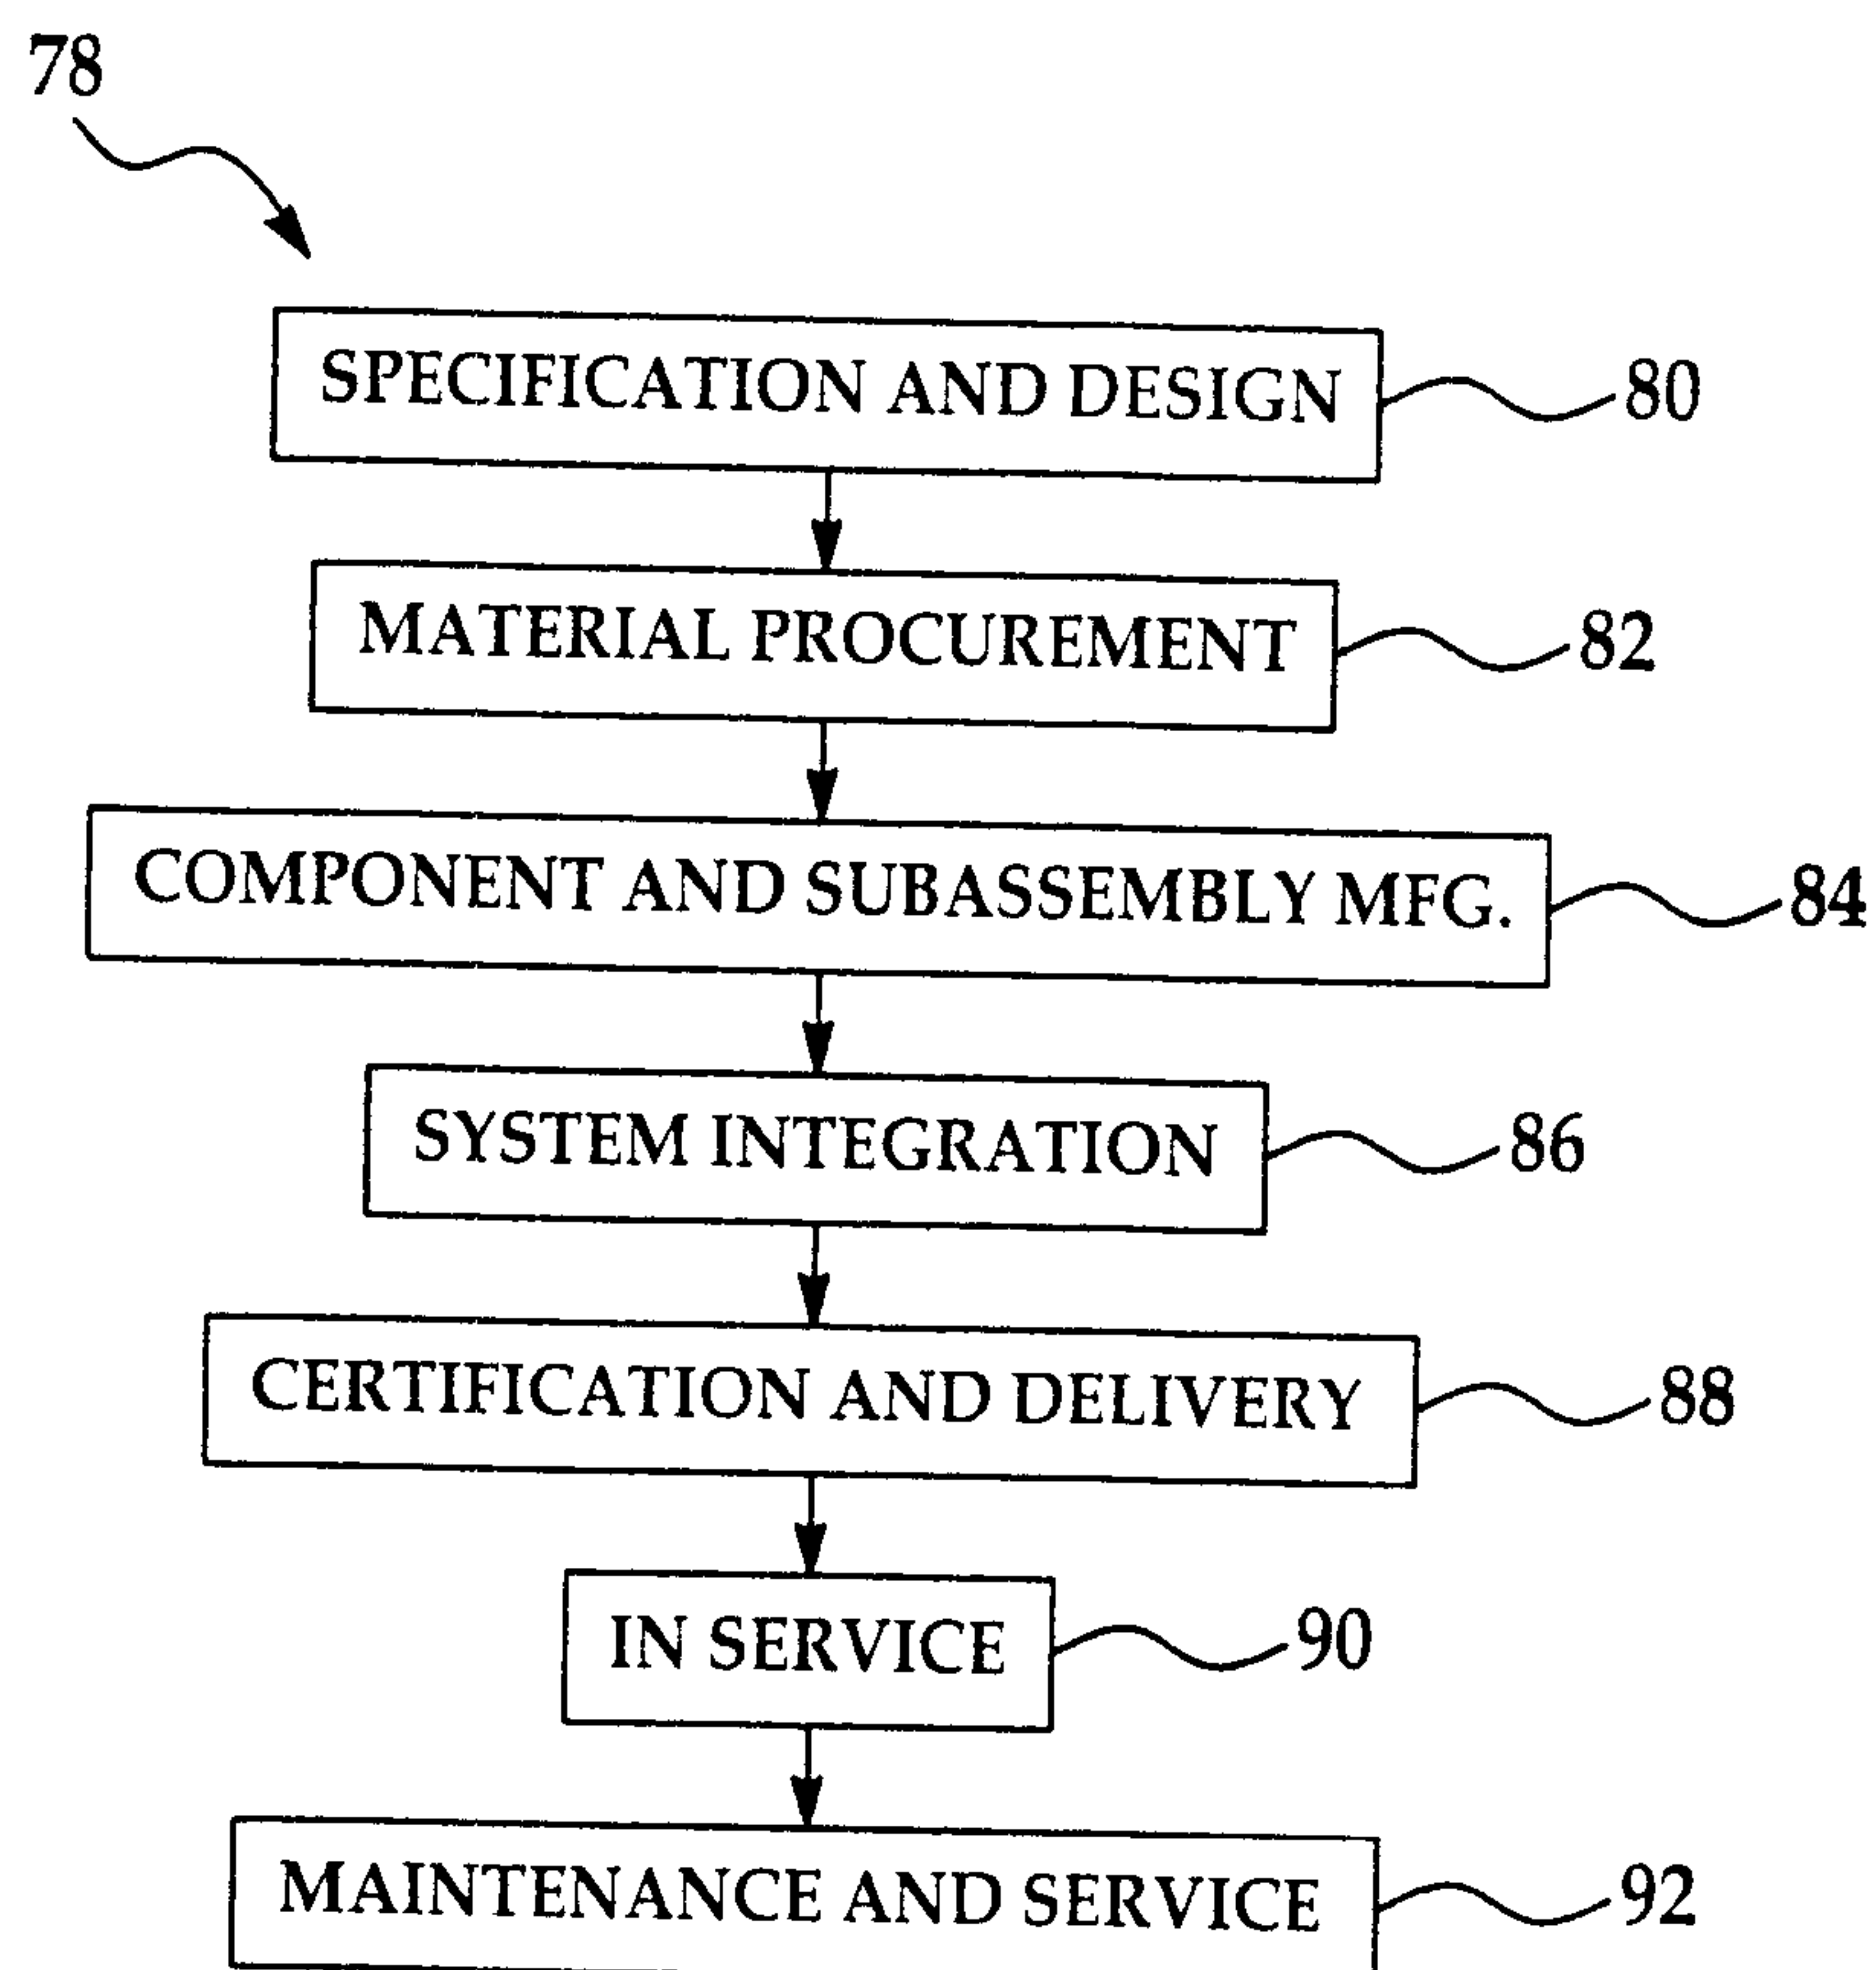 78
SPECIFICATION AND DESIGN 80
MATERIAL PROCUREMENT 82
COMPONENT AND SUBASSEMBLY MFG. 84
SYSTEM INTEGRATION 86
CERTIFICATION AND DELIVERY 88
IN SERVICE 90
MAINTENANCE AND SERVICE 92